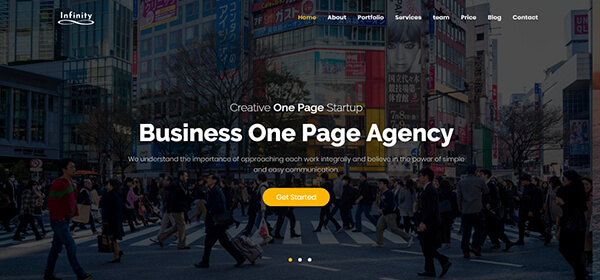 Infinity
Home About Portfolio Services team Price Blog Contact
Creative One Page Startup
Business One Page Agency
We understand the importance of approaching each work integrally and believe in the power of simple
and easy communication.
Get Started